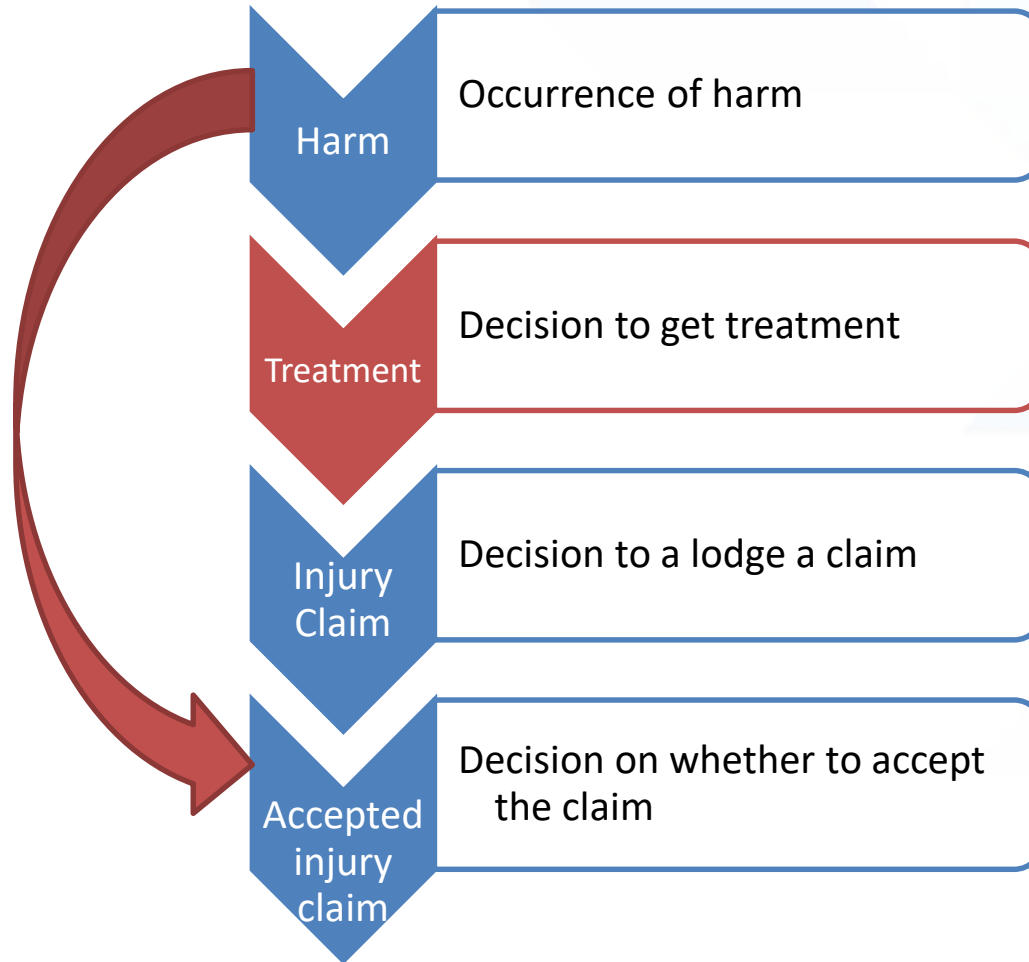 Harm
Occurrence of harm
Treatment
Decision to get treatment
Injury
Claim
Decision to a lodge a claim
Accepted
injury
claim
Decision on whether to accept
the claim